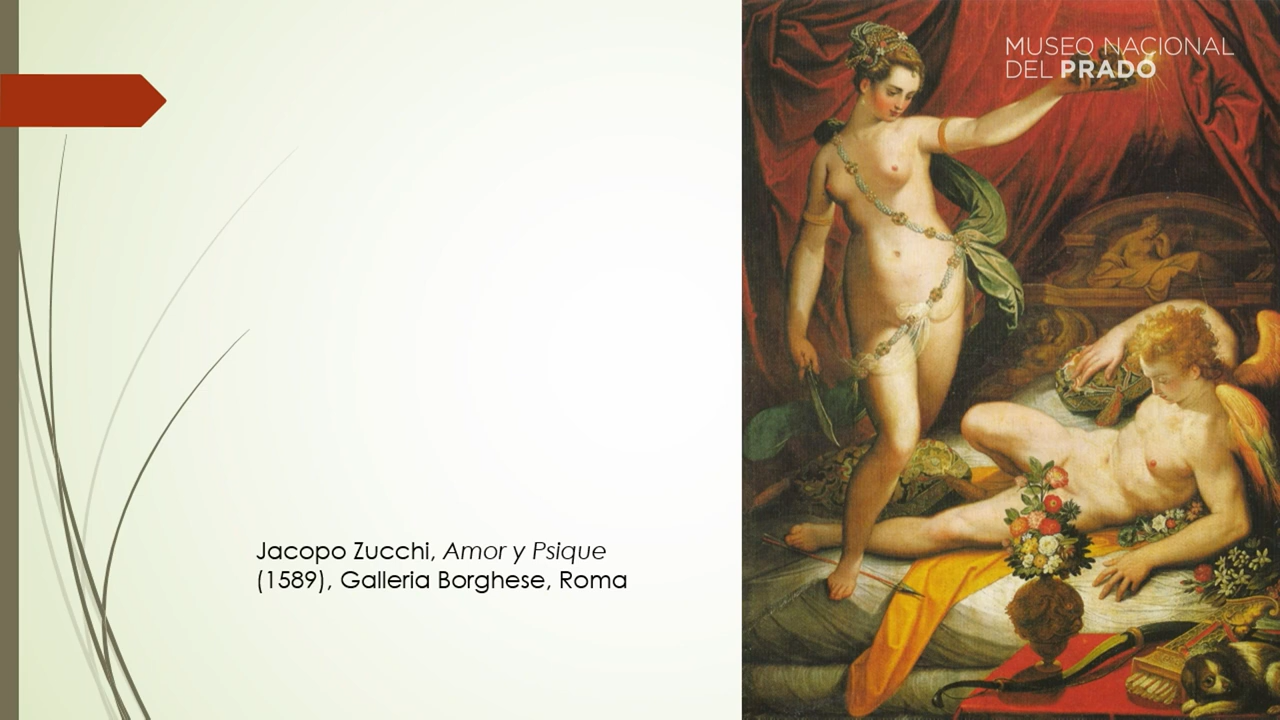 MUSEO NACIONAL
DEL PRADO
Jacopo Zucchi, Amor y Psique
(1589), Galleria Borghese, Roma